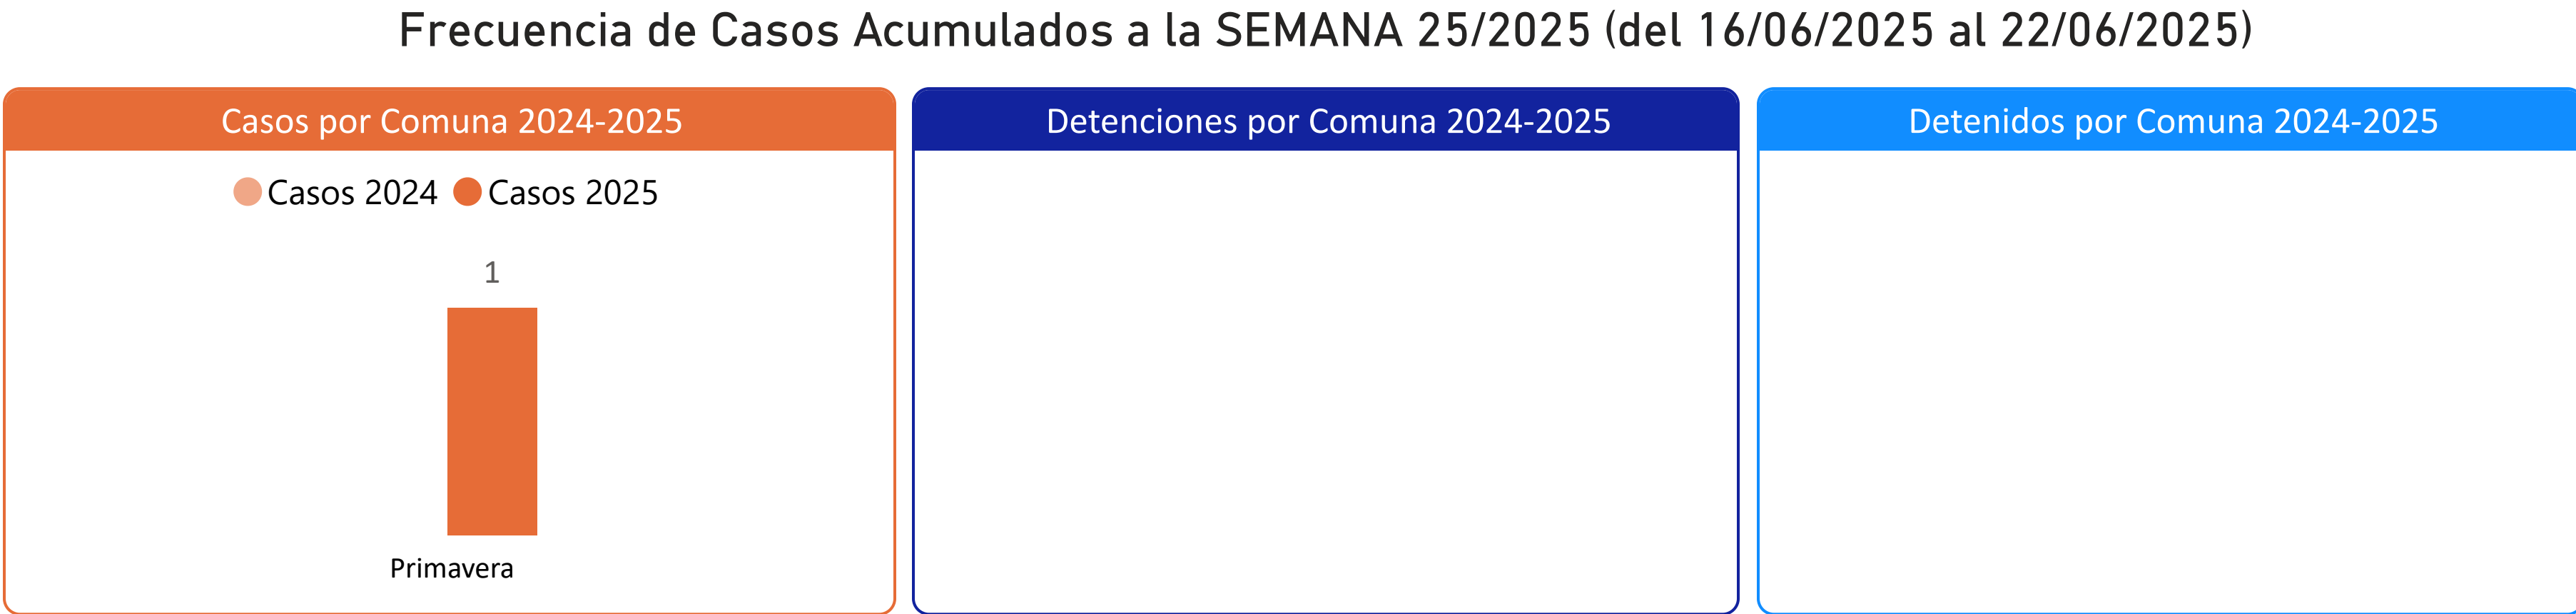 Frecuencia de Casos Acumulados a la SEMANA 25/2025 (del 16/06/2025 al 22/06/2025)
Casos por Comuna 2024-2025
Casos 2024 Casos 2025
1
Primavera
Detenciones por Comuna 2024-2025
Detenidos por Comuna 2024-2025